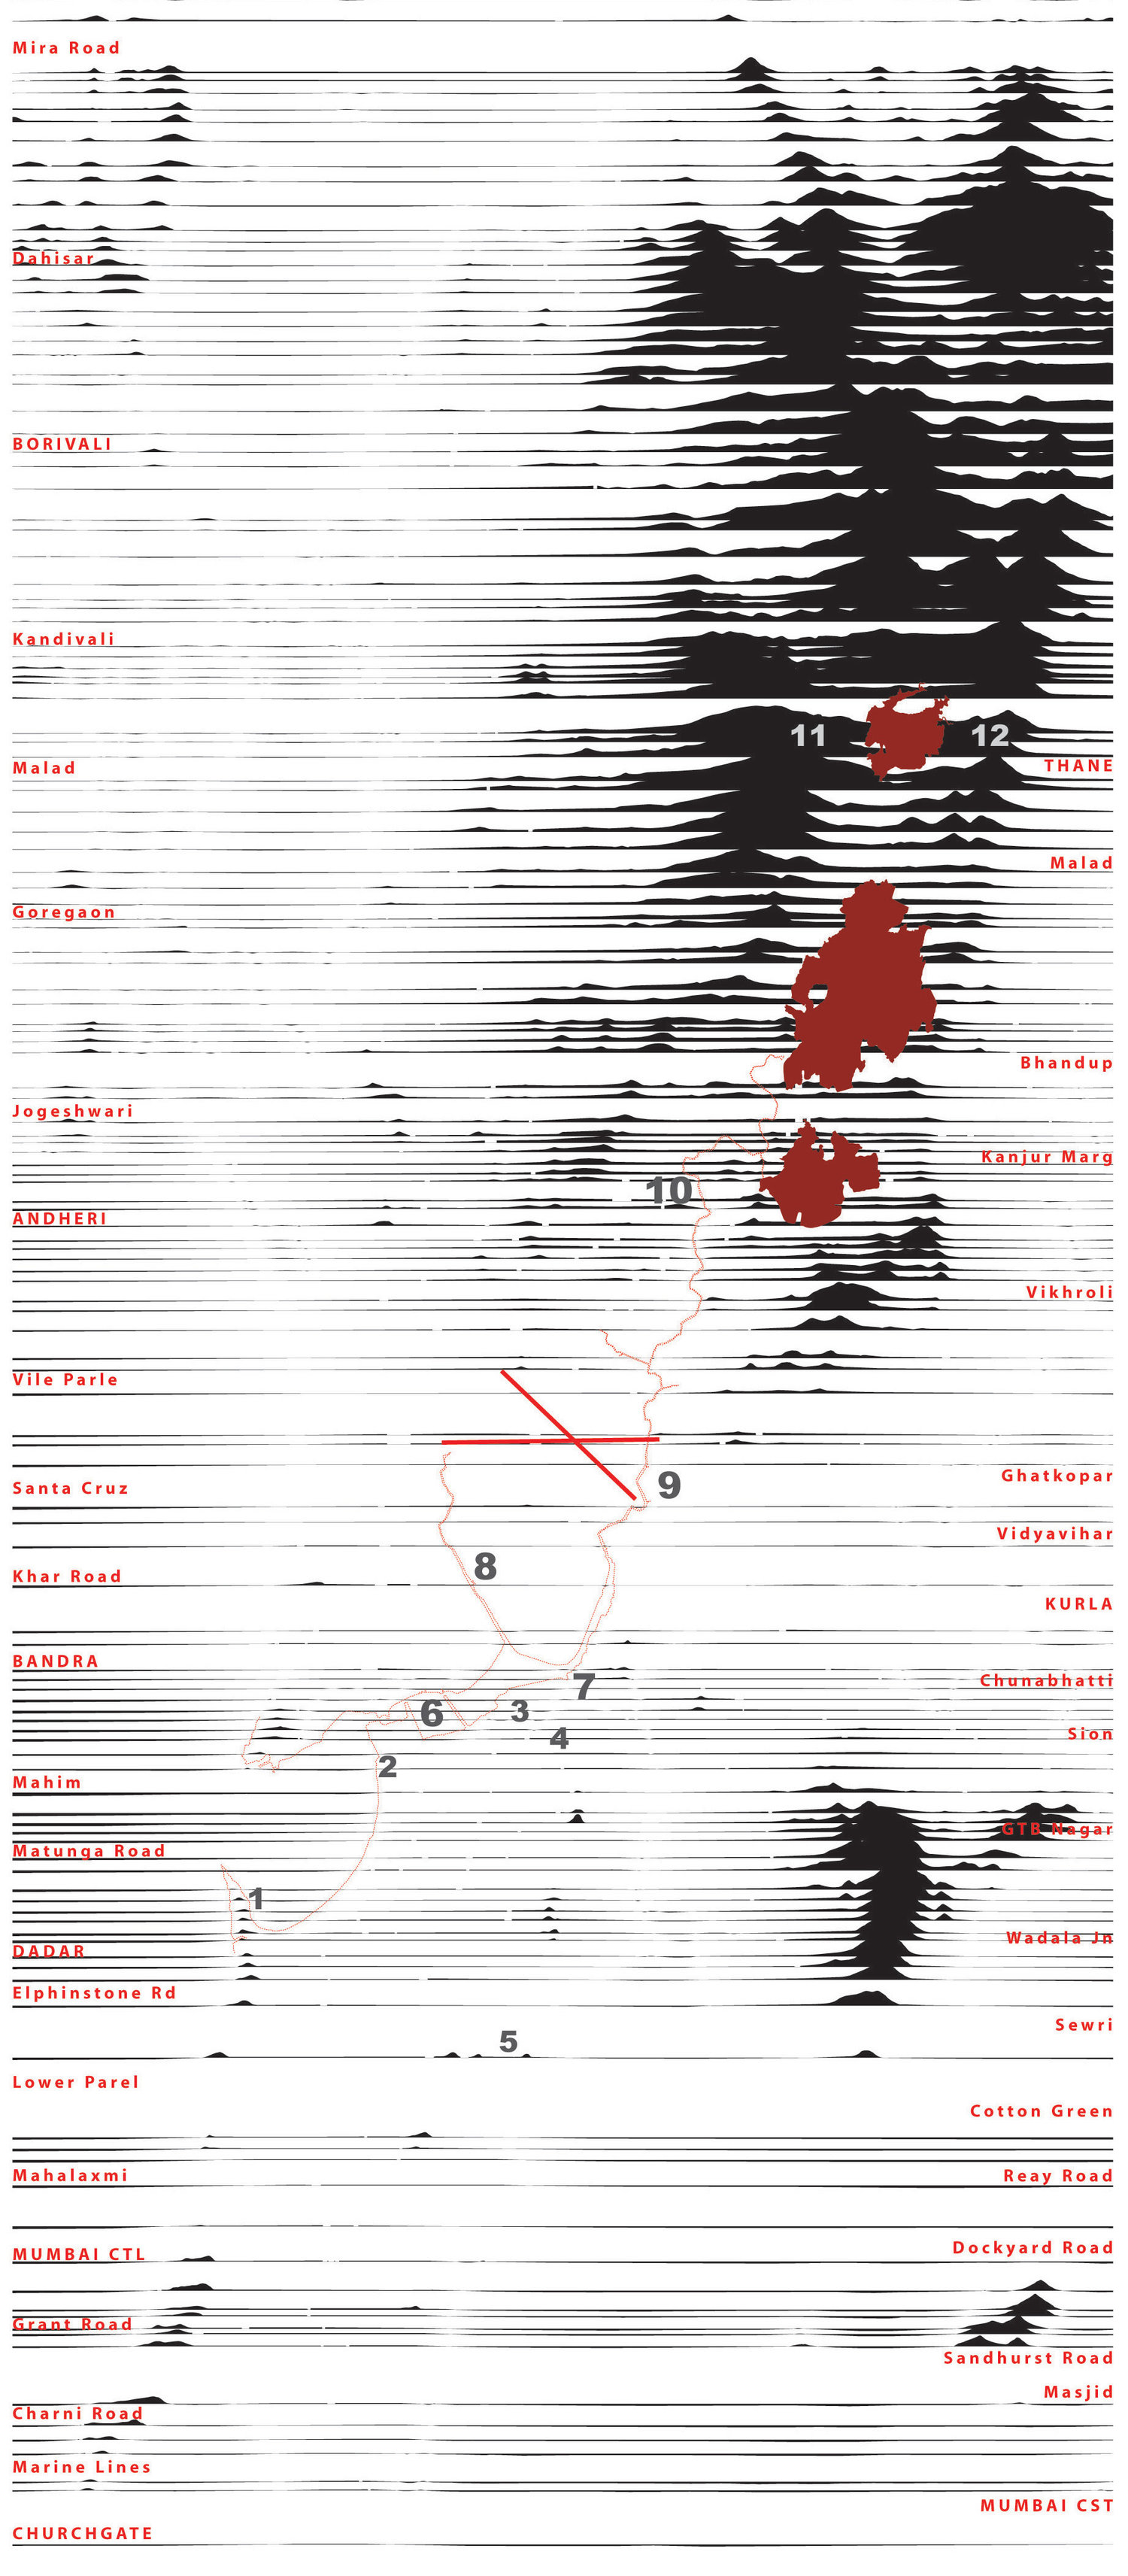 Mira Road
Dahisar
BORIVALI
Kandivali
11
12
Malad
THANE
Malad
Goregaon
Bhandup
Jogeshwari
Kanjur Marg
10
ANDHERI
Vikhroli
Vile Parle
Ghatkopar
9
Santa Cruz
Vidyavihar
8
Khar Road
KURLA
BANDRA
Chunabhatti
7
6
3
Sion
4
2
Mahim
GTB Nagar
Matunga Road
1
Wadala Jn
DADAR
Elphinstone Rd
Sewri
5
Lower Parel
Cotton Green
Mahalaxmi
Reay Road
Dockyard Road
MUMBAI CTL
Grant Road
Sandhurst Road
Masjid
Charni Road
Marine Lines
MUMBAI CST
CHURCHGATE